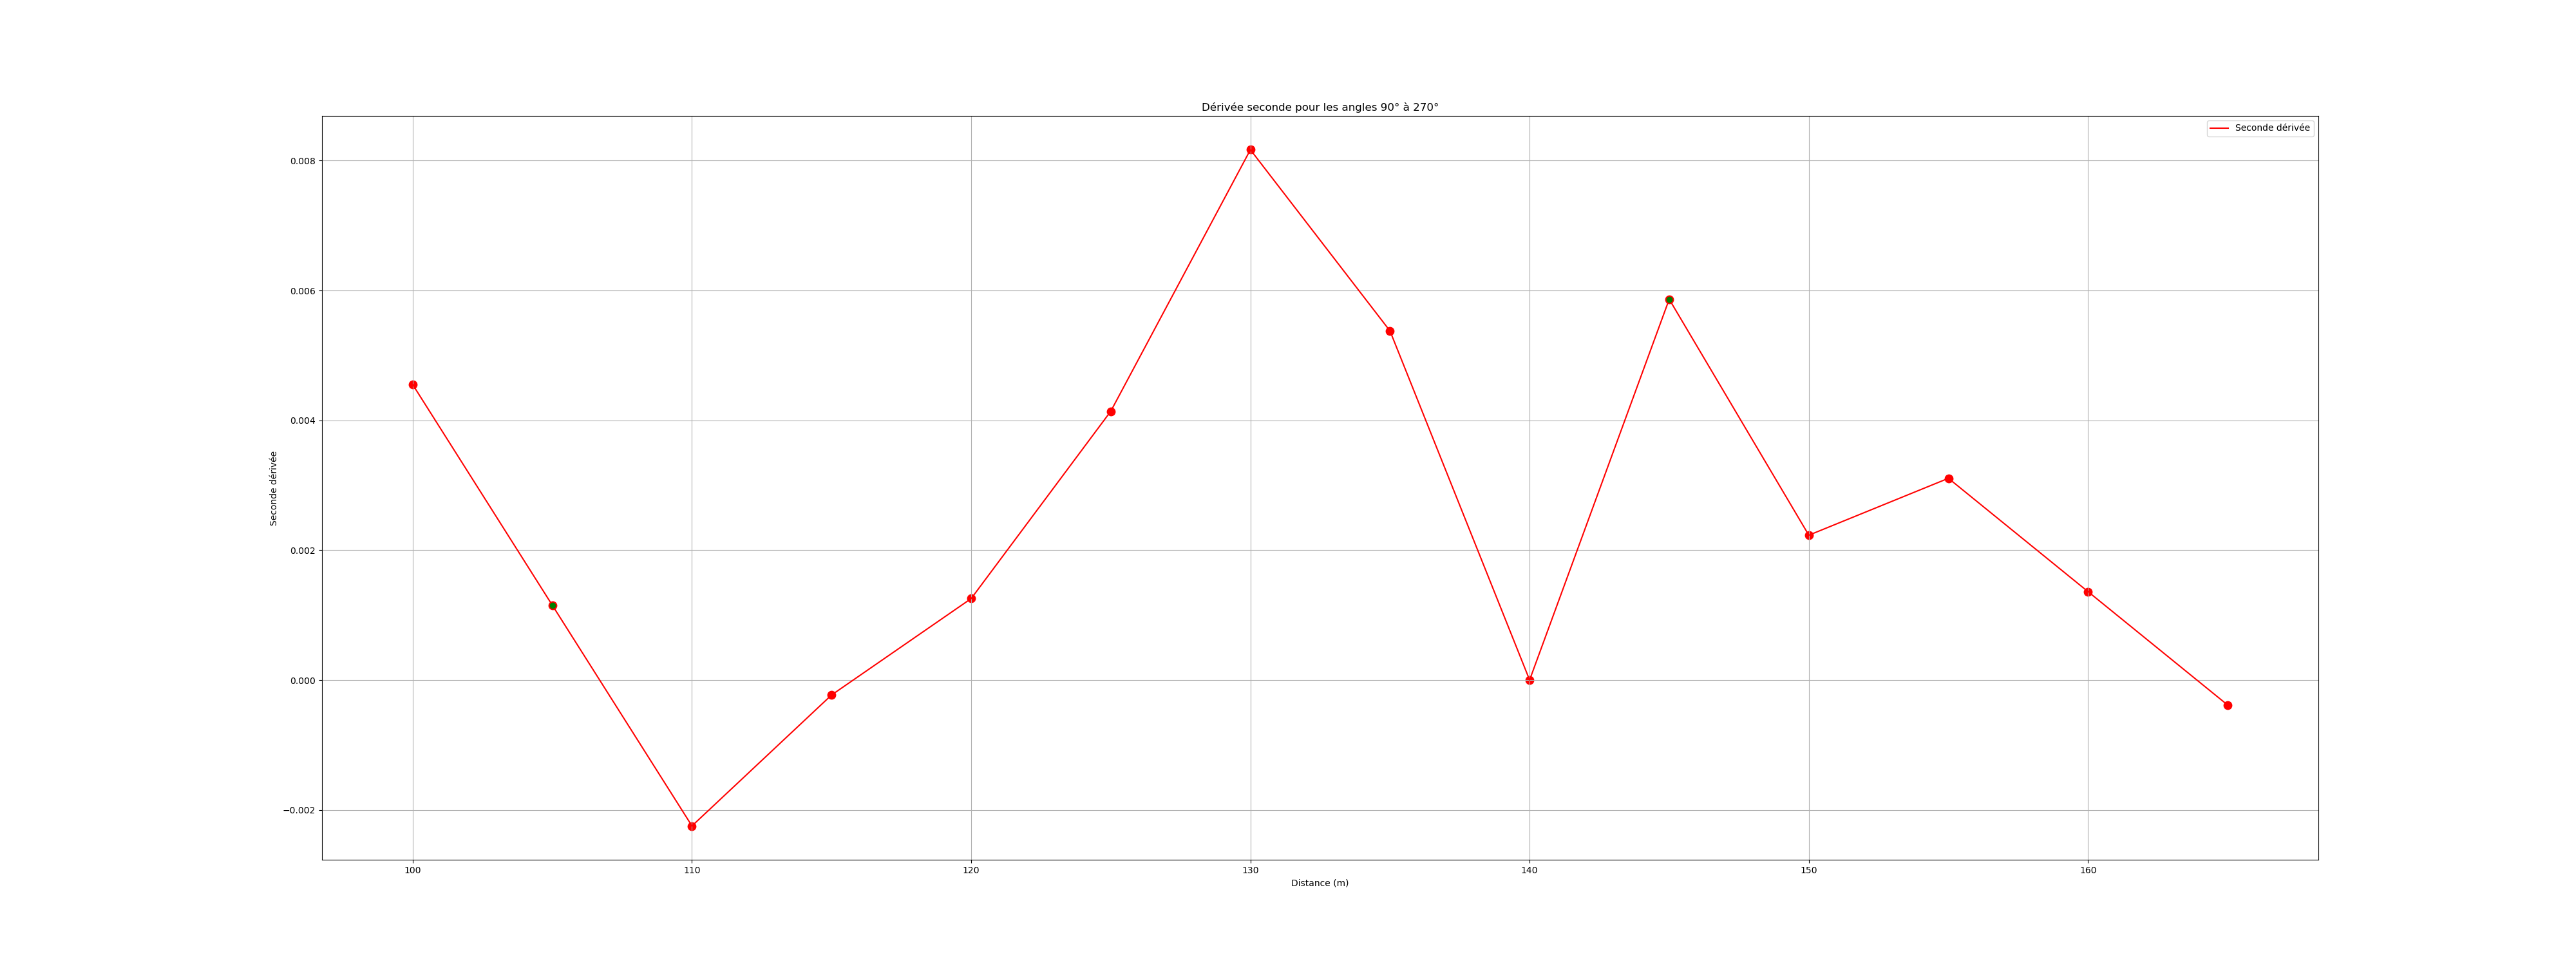 Dérivée seconde pour les angles 90° à 270°
Seconde dérivée
0.008
0.006
0.004
0.002
0.000
−0.002
Seconde dérivée
100 110 120 130 140 150 160
Distance (m)